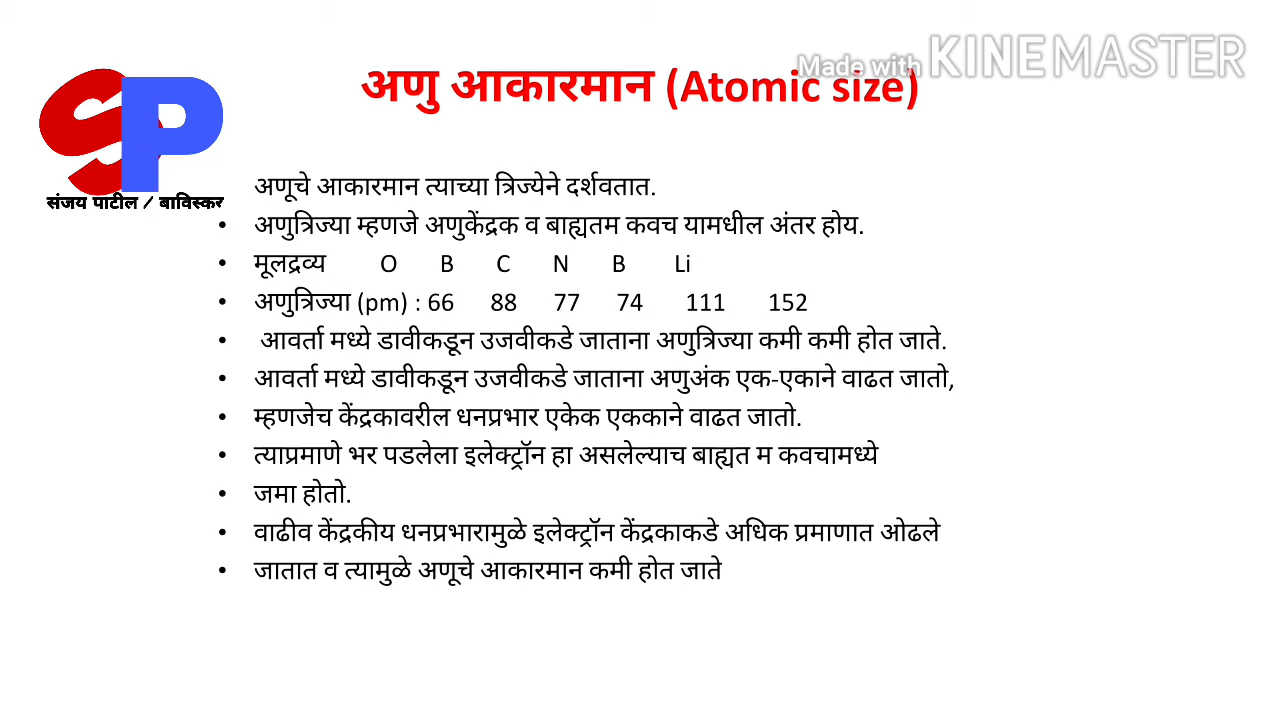 Made with KINEMASTER
अणु आकारमान (Atomic size)
SP
संजय पाटील / बाविस्कर
अणूचे आकारमान त्याच्या त्रिज्येने दर्शवतात.
• अणुत्रिज्या म्हणजे अणुकेंद्रक व बाह्यतम कवच यामधील अंतर होय.
• मूलद्रव्य O B C N B Li
• अणुत्रिज्या (pm) : 66 88 77 74 111 152
• आवर्ता मध्ये डावीकडून उजवीकडे जाताना अणुत्रिज्या कमी कमी होत जाते.
• आवर्ता मध्ये डावीकडून उजवीकडे जाताना अणुअंक एक-एकाने वाढत जातो,
• म्हणजेच केंद्रकावरील धनप्रभार एकेक एककाने वाढत जातो.
• त्याप्रमाणे भर पडलेला इलेक्ट्रॉन हा असलेल्याच बाह्यत म कवचामध्ये
• जमा होतो.
• वाढीव केंद्रकीय धनप्रभारामुळे इलेक्ट्रॉन केंद्रकाकडे अधिक प्रमाणात ओढले
• जातात व त्यामुळे अणूचे आकारमान कमी होत जाते